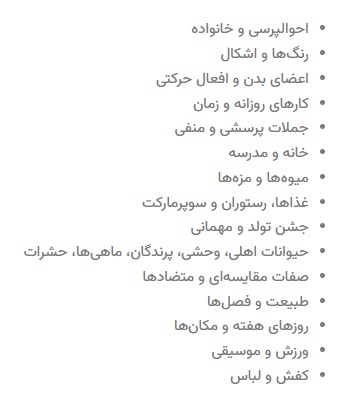 • احوالپرسی و خانواده
• رنگ‌ها و اشکال
• اعضای بدن و افعال حرکتی
• کارهای روزانه و زمان
• جملات پرسشی و منفی
• خانه و مدرسه
• میوه‌ها و مزه‌ها
• غذاها، رستوران و سوپرمارکت
• جشن تولد و مهمانی
• حیوانات اهلی، وحشی، پرندگان، ماهی‌ها، حشرات
• صفات مقایسه‌ای و متضادها
• طبیعت و فصل‌ها
• روزهای هفته و مکان‌ها
• ورزش و موسیقی
• کفش و لباس